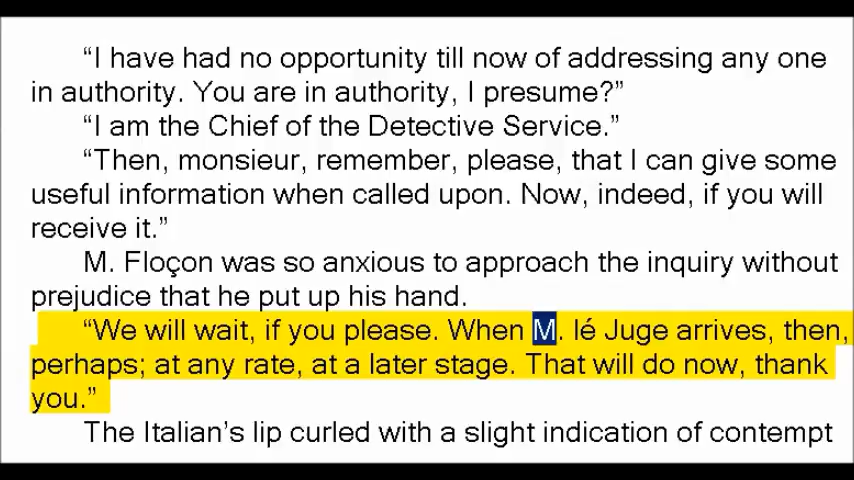 “I have had no opportunity till now of addressing any one
in authority. You are in authority, I presume?”
“I am the Chief of the Detective Service.”
“Then, monsieur, remember, please, that I can give some
useful information when called upon. Now, indeed, if you will
receive it.”
M. Floçon was so anxious to approach the inquiry without
prejudice that he put up his hand.
“We will wait, if you please. When M. lé Juge arrives, then,
perhaps; at any rate, at a later stage. That will do now, thank
you.”
The Italian’s lip curled with a slight indication of contempt